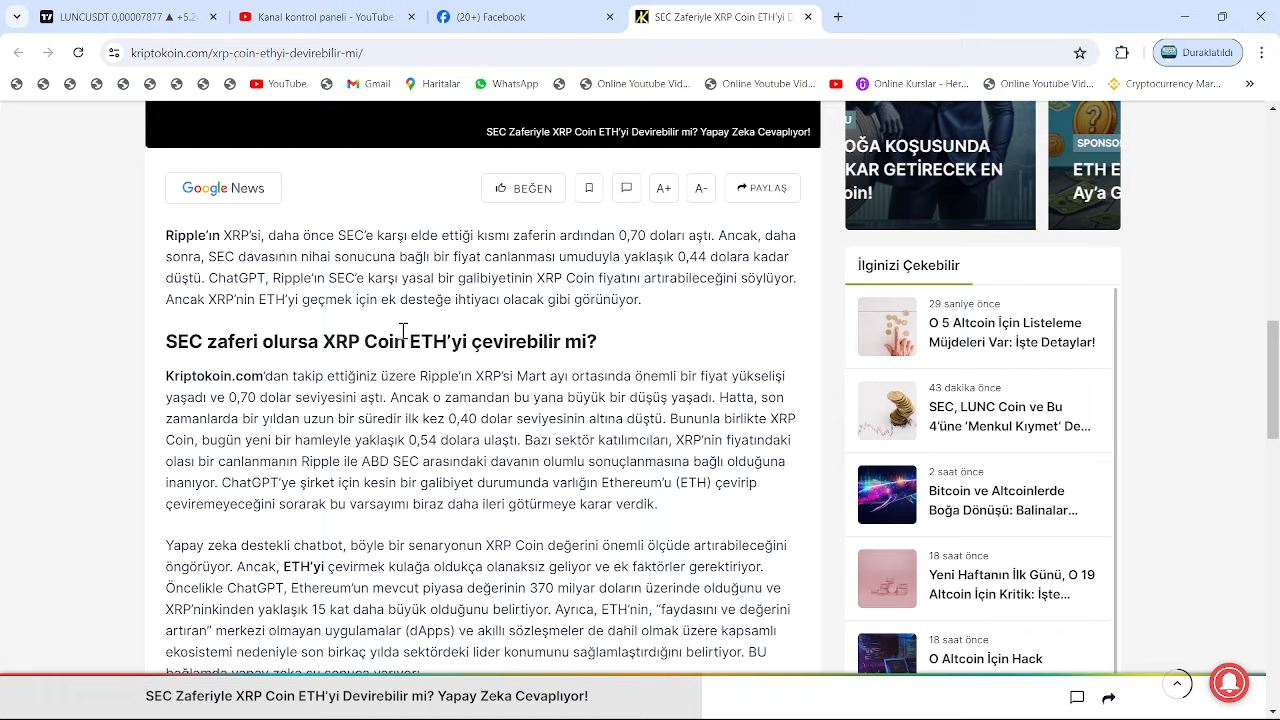 LUNCUSDT 0.00007877 ▲ +5.2
Kanal kontrol paneli - YouTube
(20+) Facebook
SEC Zaferiyle XRP Coin ETH'yi D
kriptokoin.com/xrp-coin-ethyi-devirebilir-mi/
Duraklatıldı
YouTube
Gmail
Haritalar
WhatsApp
Online Youtube Vid...
Online Youtube Vid...
Online Kurslar - Her...
Online Youtube Vid...
Cryptocurrency Mar...
SEC Zaferiyle XRP Coin ETH'yi Devirebilir mi? Yapay Zeka Cevaplıyor!
Google News
BEĞEN
A+
A-
PAYLAŞ
Ripple'ın XRP'si, daha önce SEC'e karşı elde ettiği kısmı zaferin ardından 0,70 doları aştı. Ancak, daha
sonra, SEC davasının nihai sonucuna bağlı bir fiyat canlanması umuduyla yaklaşık 0,44 dolara kadar
düştü. ChatGPT, Ripple'ın SEC'e karşı yasal bir galibiyetinin XRP Coin fiyatını artırabileceğini söylüyor.
Ancak XRP'nin ETH'yi geçmek için ek desteğe ihtiyacı olacak gibi görünüyor.
SEC zaferi olursa XRP Coin ETH'yi çevirebilir mi?
Kriptokoin.com'dan takip ettiğiniz üzere Ripple'ın XRP'si Mart ayı ortasında önemli bir fiyat yükselişi
yaşadı ve 0,70 dolar seviyesini aştı. Ancak o zamandan bu yana büyük bir düşüş yaşadı. Hatta, son
zamanlarda bir yıldan uzun bir süredir ilk kez 0,40 dolar seviyesinin altına düştü. Bununla birlikte XRP
Coin, bugün yeni bir hamleyle yaklaşık 0,54 dolara ulaştı. Bazı sektör katılımcıları, XRP'nin fiyatındaki
olası bir canlanmanın Ripple ile ABD SEC arasındaki davanın olumlu sonuçlanmasına bağlı olduğuna
inanıyor. ChatGPT'ye şirket için kesin bir galibiyet durumunda varlığın Ethereum'u (ETH) çevirip
çeviremeyeceğini sorarak bu varsayımı biraz daha ileri götürmeye karar verdik.
Yapay zeka destekli chatbot, böyle bir senaryonun XRP Coin değerini önemli ölçüde artırabileceğini
öngörüyor. Ancak, ETH'yi çevirmek kulağa oldukça olanaksız geliyor ve ek faktörler gerektiriyor.
Öncelikle ChatGPT, Ethereum'un mevcut piyasa değerinin 370 milyar doların üzerinde olduğunu ve
XRP'ninkinden yaklaşık 15 kat daha büyük olduğunu belirtiyor. Ayrıca, ETH'nin, "faydasını ve değerini
artıran" merkezi olmayan uygulamalar (dApps) ve akıllı sözleşmeler de dahil olmak üzere kapsamlı
ekosistemi nedeniyle son birkaç yılda sektördeki lider konumunu sağlamlaştırdığını belirtiyor. BU
U
OĞA KOŞUSUNDA
KAR GETİRECEK EN
oin!
SPONSO
ETH E
Ay'a G
İlginizi Çekebilir
29 saniye önce
O 5 Altcoin İçin Listeleme
Müjdeleri Var: İşte Detaylar!
43 dakika önce
SEC, LUNC Coin ve Bu
4'üne 'Menkul Kıymet' De...
2 saat önce
Bitcoin ve Altcoinlerde
Boğa Dönüşü: Balinalar...
18 saat önce
Yeni Haftanın İlk Günü, O 19
Altcoin İçin Kritik: İşte...
18 saat önce
O Altcoin İçin Hack
SEC Zaferiyle XRP Coin ETH'yi Devirebilir mi? Yapay Zeka Cevaplıyor!